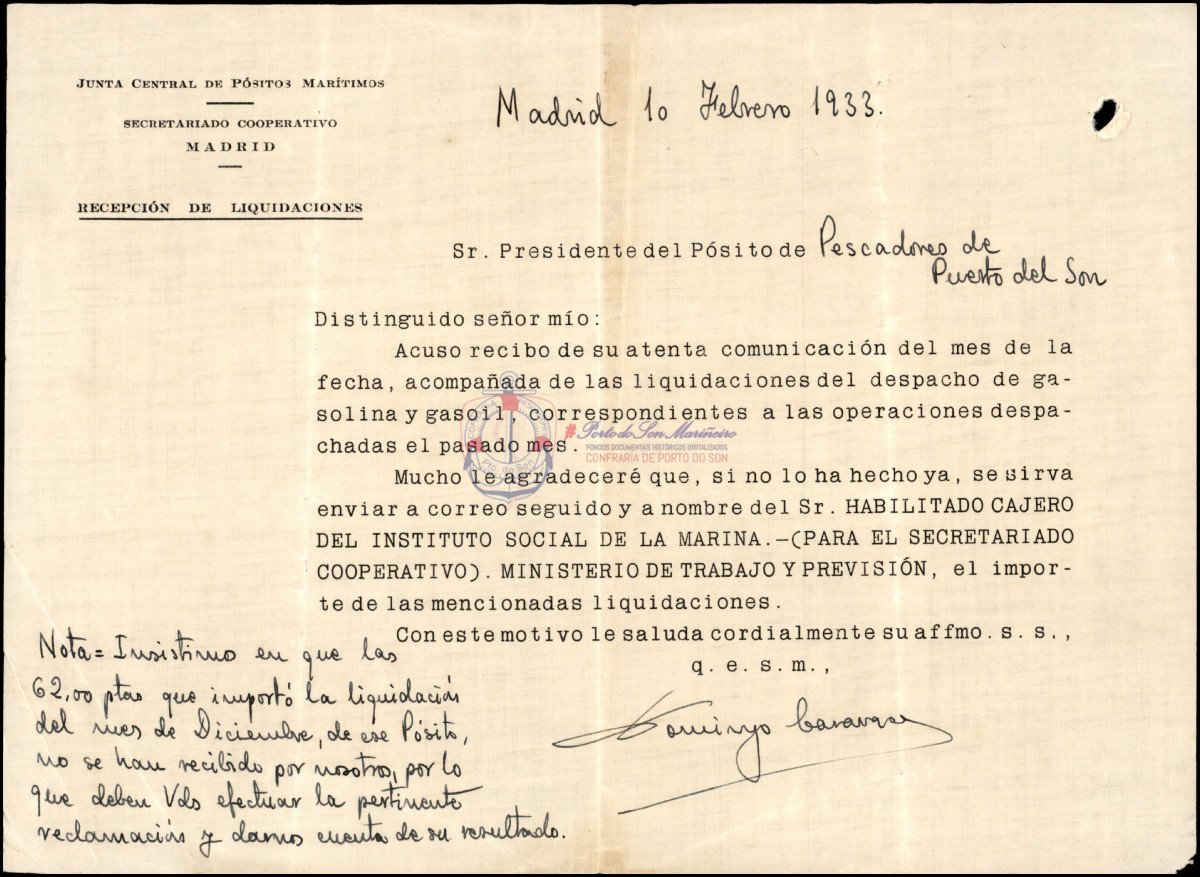 JUNTA CENTRAL DE PÓSITOS MARÍTIMOS
SECRETARIADO COOPERATIVO
MADRID
RECEPCIÓN DE LIQUIDACIONES
Madrid 10 Febrero 1933.
Sr. Presidente del Pósito de Pescadores de
Puerto del Son
Distinguido señor mío:
Acuso recibo de su atenta comunicación del mes de la
fecha, acompañada de las liquidaciones del despacho de ga-
solina y gasoil, correspondientes a las operaciones despa-
chadas el pasado mes.
Mucho le agradeceré que, si no lo ha hecho ya, se sirva
enviar a correo seguido y a nombre del Sr. HABILITADO CAJERO
DEL INSTITUTO SOCIAL DE LA MARINA.-(PARA EL SECRETARIADO
COOPERATIVO). MINISTERIO DE TRABAJO Y PREVISIÓN, el impor-
te de las mencionadas liquidaciones.
Con este motivo le saluda cordialmente su affmo. s. s.,
q. e. s. m.,
Domingo
Nota = Insistimo en que las
62,00 ptas que importó la liquidación
del mes de Diciembre, de ese Pósito,
no se han recibido por nosotros, por lo
que deben Vds efectuar la pertinente
reclamación y darnos cuenta de su resultado.
#Porto do Son Mariñeiro
FONDOS DOCUMENTAIS HISTÓRICOS DIGITALIZADOS
CONFRARÍA DE PORTO DO SON
Pto. do Son